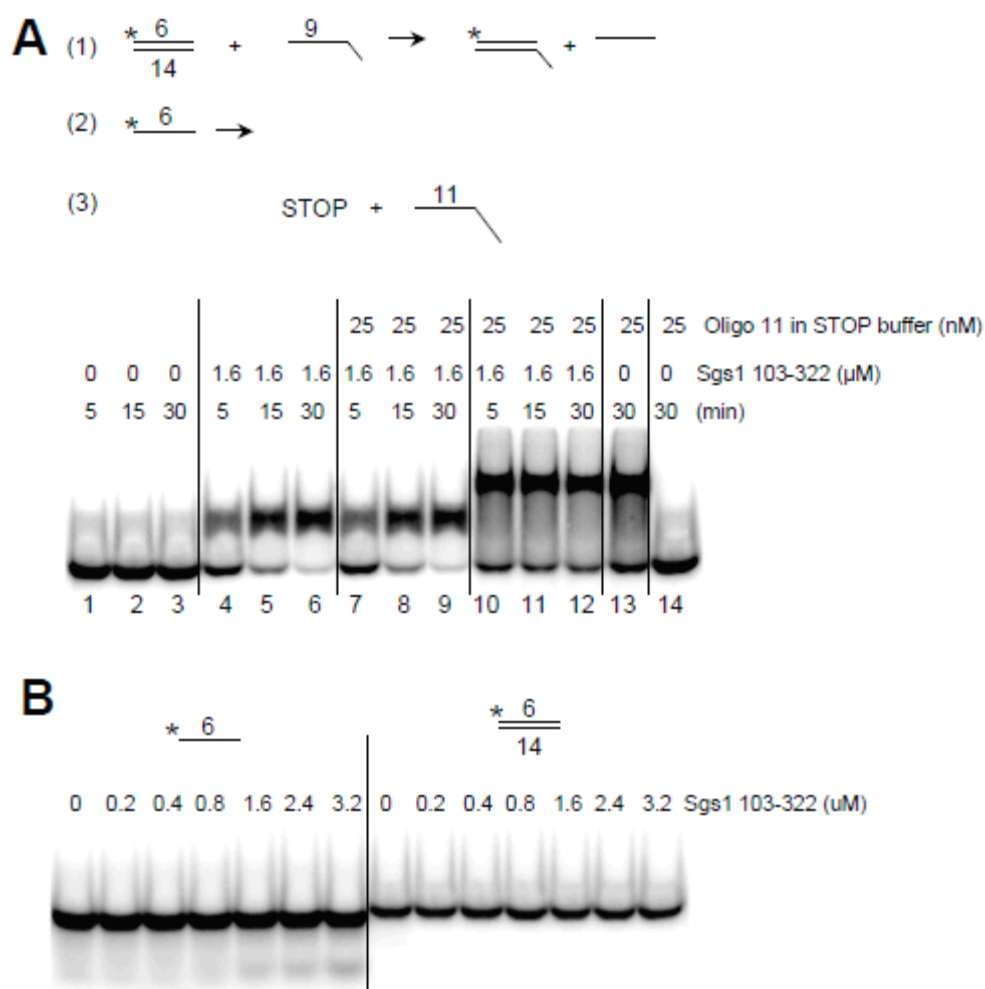 A
(1) * 6 + 9 * +
14
(2) * 6
(3) STOP + 11
25 25 25 25 25 25 25 25 Oligo 11 in STOP buffer (nM)
0 0 0 1.6 1.6 1.6 1.6 1.6 1.6 1.6 1.6 1.6 0 0 Sgs1 103-322 (µM)
5 15 30 5 15 30 5 15 30 5 15 30 30 30 (min)
1 2 3 4 5 6 7 8 9 10 11 12 13 14
B
* 6 * 6
14
0 0.2 0.4 0.8 1.6 2.4 3.2 0 0.2 0.4 0.8 1.6 2.4 3.2 Sgs1 103-322 (uM)